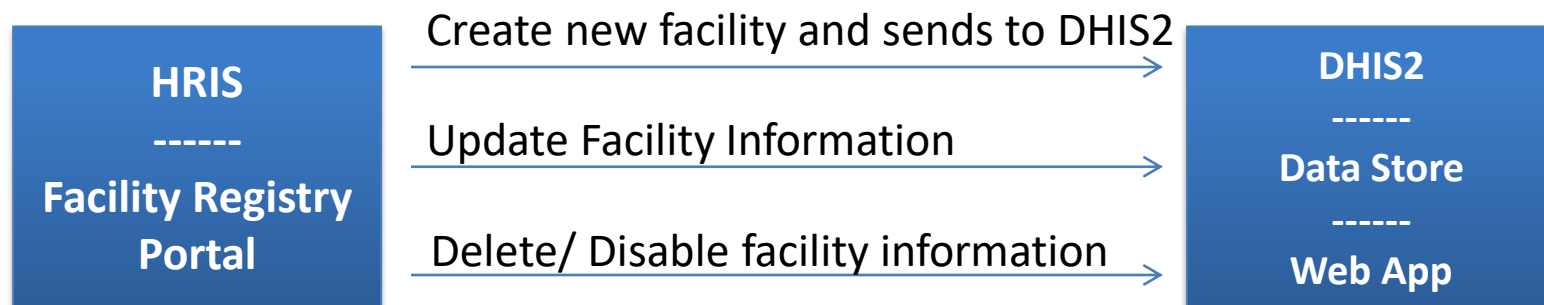 HRIS
------
Facility Registry
Portal
Create new facility and sends to DHIS2
Update Facility Information
Delete/ Disable facility information
DHIS2
------
Data Store
------
Web App